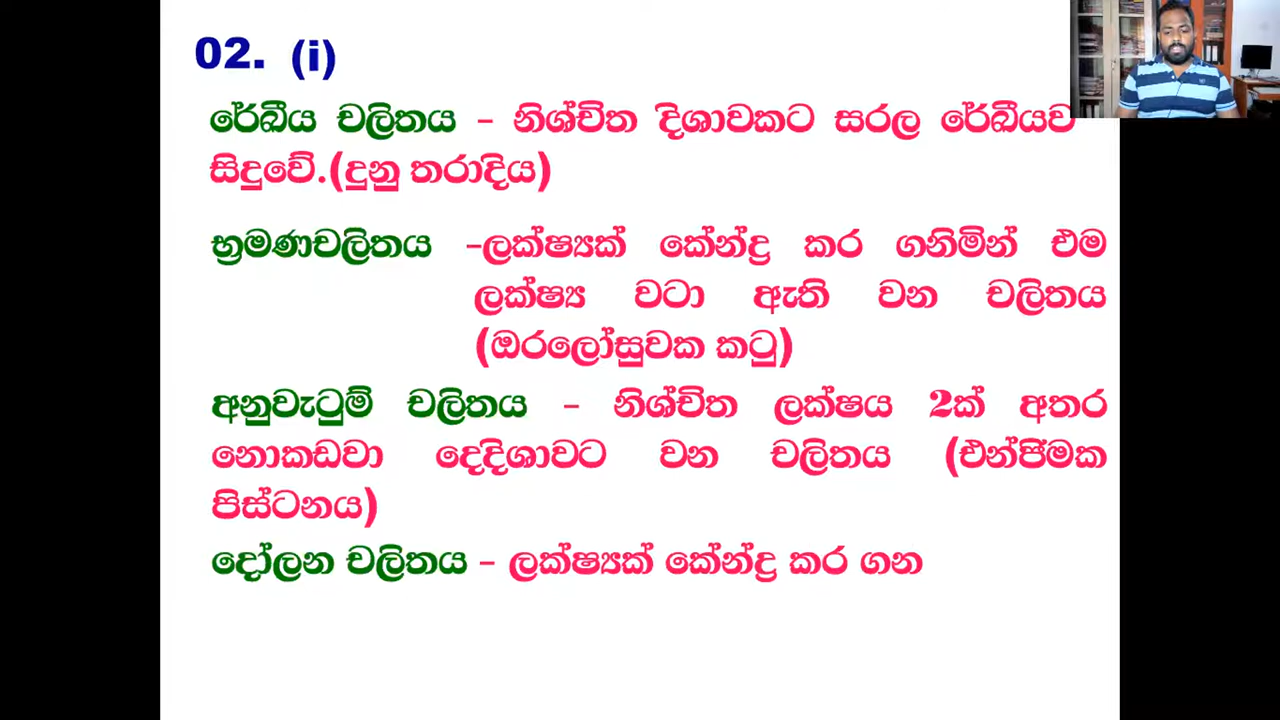 02. (i)
රේඛීය චලිතය – නිශ්චිත දිශාවකට සරල රේඛීයව
සිදුවේ.(දුනු තරාදිය)
භ්‍රමණචලිතය –ලක්ෂ්‍යක් කේන්ද්‍ර කර ගනිමින් එම
ලක්ෂ්‍ය වටා ඇති වන චලිතය
(ඔරලෝසුවක කටු)
අනුවැටුම් චලිතය – නිශ්චිත ලක්ෂය 2ක් අතර
නොකඩවා දෙදිශාවට වන චලිතය (එන්ජිමක
පිස්ටනය)
දෝලන චලිතය – ලක්ෂ්‍යක් කේන්ද්‍ර කර ගන